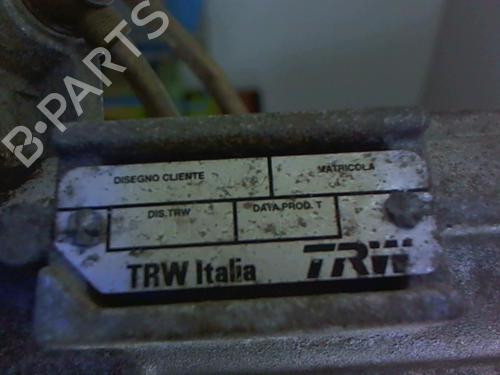 B-PARTS
DISEGNO CLIENTE
MATRICOLA
DIS.TRW
DATA PROD. T
TRW Italia
TRW